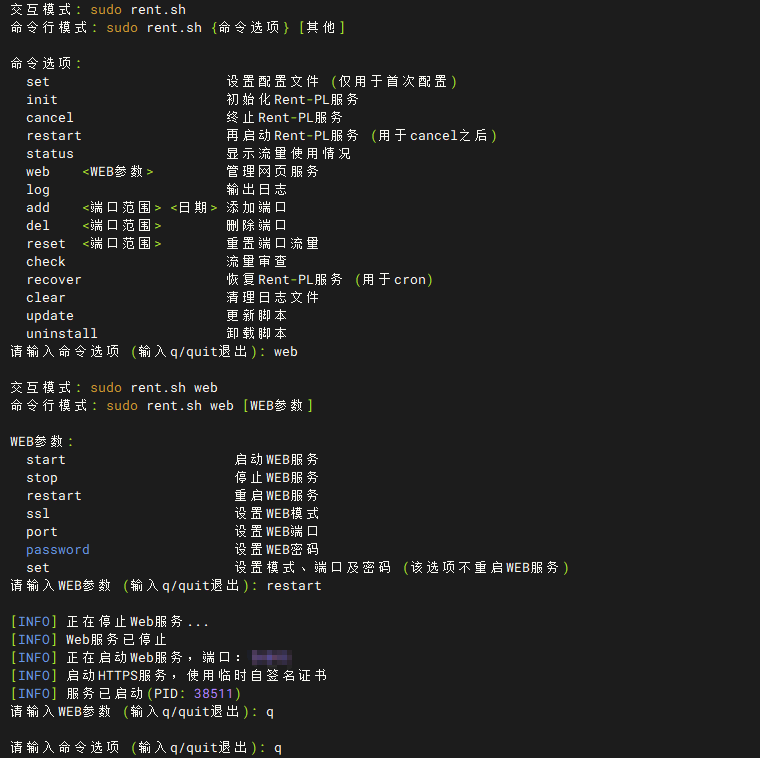 交互模式: sudo rent.sh
命令行模式: sudo rent.sh {命令选项} [其他]
命令选项:
set 设置配置文件 (仅用于首次配置)
init 初始化Rent-PL服务
cancel 终止Rent-PL服务
restart 再启动Rent-PL服务 (用于cancel之后)
status 显示流量使用情况
web <WEB参数> 管理网页服务
log 输出日志
add <端口范围> <日期> 添加端口
del <端口范围> 删除端口
reset <端口范围> 重置端口流量
check 流量审查
recover 恢复Rent-PL服务 (用于cron)
clear 清理日志文件
update 更新脚本
uninstall 卸载脚本
请输入命令选项 (输入q/quit退出): web
交互模式: sudo rent.sh web
命令行模式: sudo rent.sh web [WEB参数]
WEB参数:
start 启动WEB服务
stop 停止WEB服务
restart 重启WEB服务
ssl 设置WEB模式
port 设置WEB端口
password 设置WEB密码
set 设置模式、端口及密码 (该选项不重启WEB服务)
请输入WEB参数 (输入q/quit退出): restart
[INFO] 正在停止Web服务...
[INFO] Web服务已停止
[INFO] 正在启动Web服务，端口:
[INFO] 启动HTTPS服务，使用临时自签名证书
[INFO] 服务已启动(PID: 38511)
请输入WEB参数 (输入q/quit退出): q
请输入命令选项 (输入q/quit退出): q